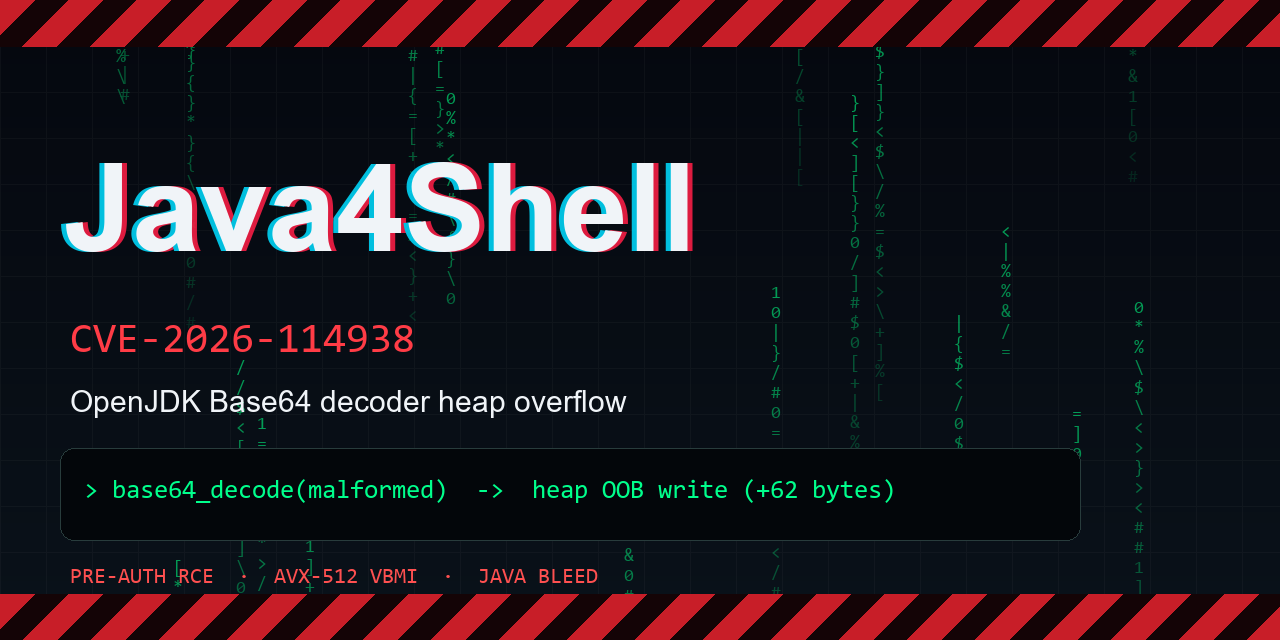 Java4Shell
CVE-2026-114938
OpenJDK Base64 decoder heap overflow
> base64_decode(malformed)  ->  heap OOB write (+62 bytes)
PRE-AUTH RCE · AVX-512 VBMI · JAVA BLEED